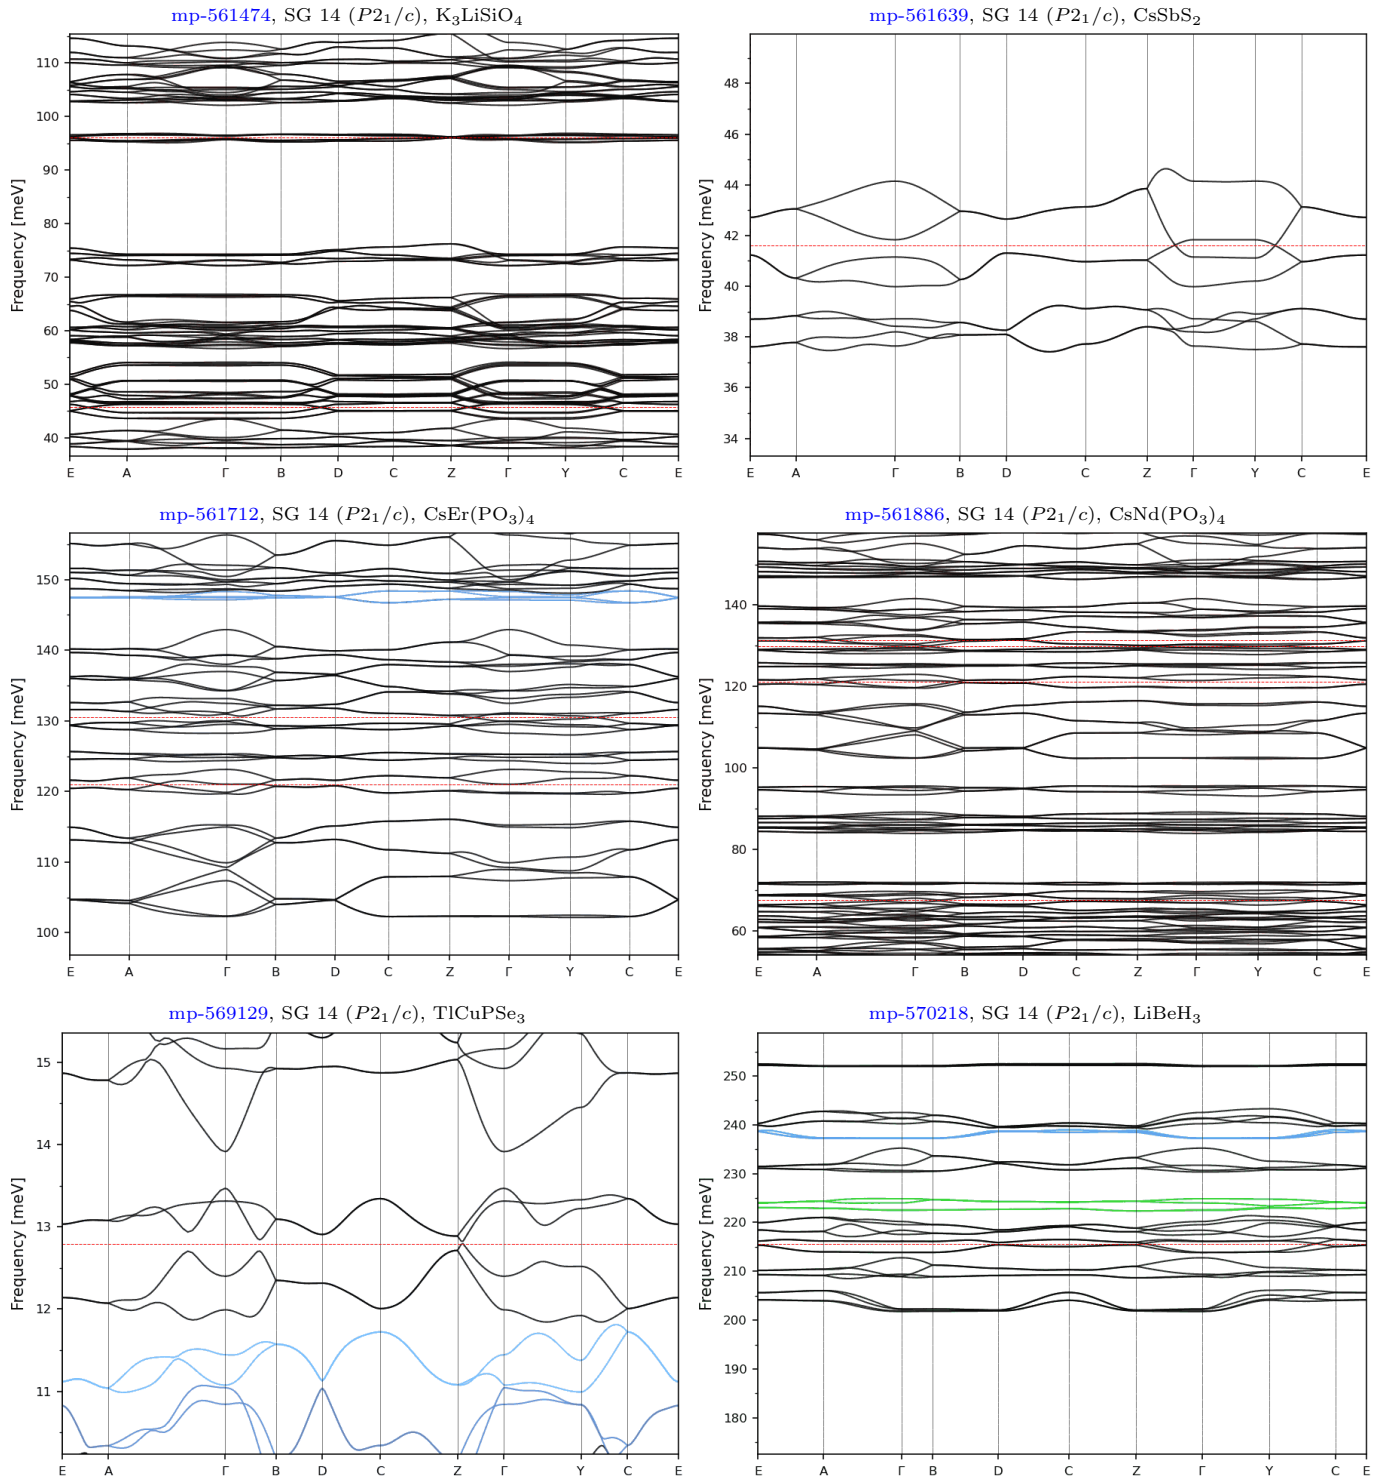 mp-561474, SG 14 (P2₁/c), K₃LiSiO₄
Frequency [meV]
110
100
90
80
70
60
50
40
E A Γ B D C Z Γ Y C E
mp-561639, SG 14 (P2₁/c), CsSbS₂
Frequency [meV]
48
46
44
42
40
38
36
34
E A Γ B D C Z Γ Y C E
mp-561712, SG 14 (P2₁/c), CsEr(PO₃)₄
Frequency [meV]
150
140
130
120
110
100
E A Γ B D C Z Γ Y C E
mp-561886, SG 14 (P2₁/c), CsNd(PO₃)₄
Frequency [meV]
140
120
100
80
60
E A Γ B D C Z Γ Y C E
mp-569129, SG 14 (P2₁/c), TlCuPSe₃
Frequency [meV]
15
14
13
12
11
E A Γ B D C Z Γ Y C E
mp-570218, SG 14 (P2₁/c), LiBeH₃
Frequency [meV]
250
240
230
220
210
200
190
180
E A Γ B D C Z Γ Y C E